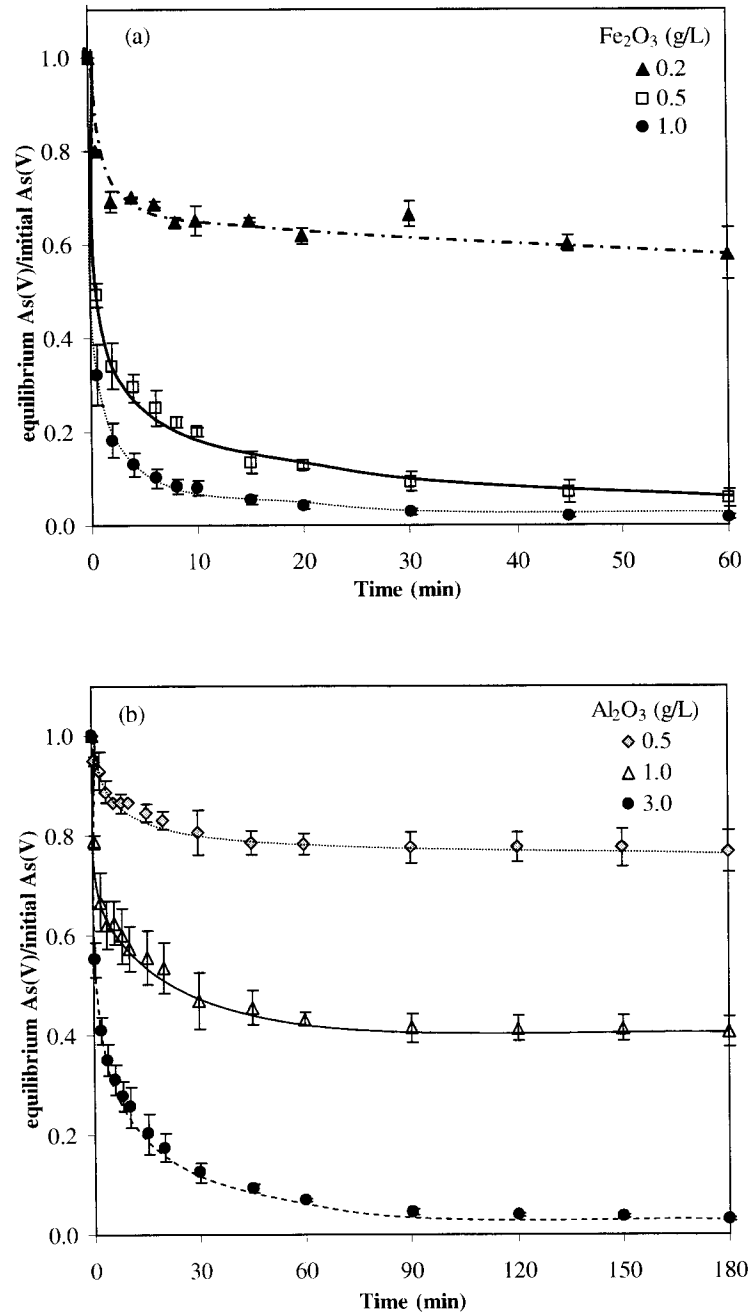 (a)
Fe₂O₃ (g/L)
0.2
0.5
1.0
1.0
0.8
0.6
0.4
0.2
0.0
equilibrium As(V)/initial As(V)
0 10 20 30 40 50 60
Time (min)
(b)
Al₂O₃ (g/L)
0.5
1.0
3.0
1.0
0.8
0.6
0.4
0.2
0.0
equilibrium As(V)/initial As(V)
0 30 60 90 120 150 180
Time (min)